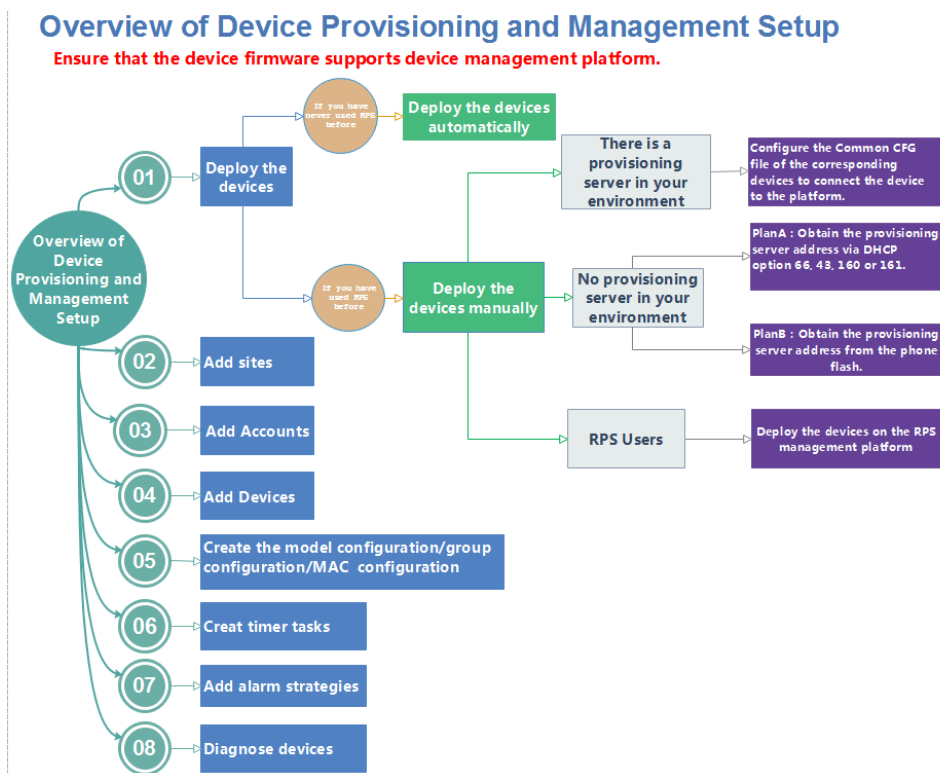 Overview of Device Provisioning and Management Setup
Ensure that the device firmware supports device management platform.
Overview of
Device
Provisioning and
Management
Setup
01
Deploy the
devices
If you have
never used RPS
before
Deploy the devices
automatically
If you have
used RPS
before
Deploy the
devices manually
There is a
provisioning
server in your
environment
Configure the Common CFG
file of the corresponding
devices to connect the device
to the platform.
No provisioning
server in your
environment
PlanA : Obtain the provisioning
server address via DHCP
option 66, 43, 160 or 161.
PlanB : Obtain the provisioning
server address from the phone
flash.
RPS Users
Deploy the devices on the RPS
management platform
02
Add sites
03
Add Accounts
04
Add Devices
05
Create the model configuration/group
configuration/MAC configuration
06
Creat timer tasks
07
Add alarm strategies
08
Diagnose devices